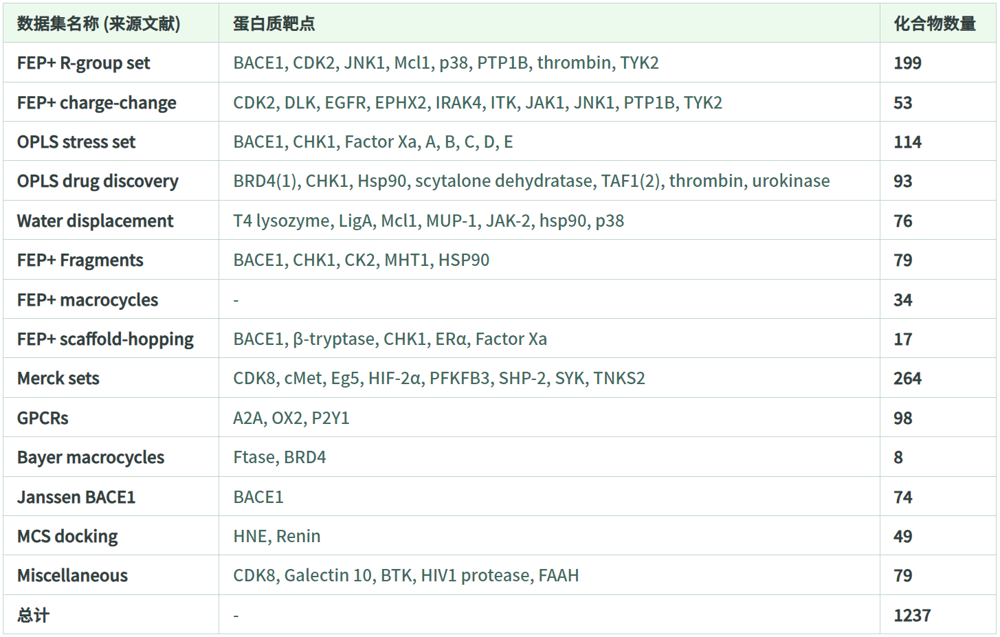 数据集名称 (来源文献) 蛋白质靶点 化合物数量
FEP+ R-group set BACE1, CDK2, JNK1, Mcl1, p38, PTP1B, thrombin, TYK2 199
FEP+ charge-change CDK2, DLK, EGFR, EPHX2, IRAK4, ITK, JAK1, JNK1, PTP1B, TYK2 53
OPLS stress set BACE1, CHK1, Factor Xa, A, B, C, D, E 114
OPLS drug discovery BRD4(1), CHK1, Hsp90, scytalone dehydratase, TAF1(2), thrombin, urokinase 93
Water displacement T4 lysozyme, LigA, Mcl1, MUP-1, JAK-2, hsp90, p38 76
FEP+ Fragments BACE1, CHK1, CK2, MHT1, HSP90 79
FEP+ macrocycles - 34
FEP+ scaffold-hopping BACE1, β-tryptase, CHK1, ERα, Factor Xa 17
Merck sets CDK8, cMet, Eg5, HIF-2α, PFKFB3, SHP-2, SYK, TNKS2 264
GPCRs A2A, OX2, P2Y1 98
Bayer macrocycles Ftase, BRD4 8
Janssen BACE1 BACE1 74
MCS docking HNE, Renin 49
Miscellaneous CDK8, Galectin 10, BTK, HIV1 protease, FAAH 79
总计 - 1237